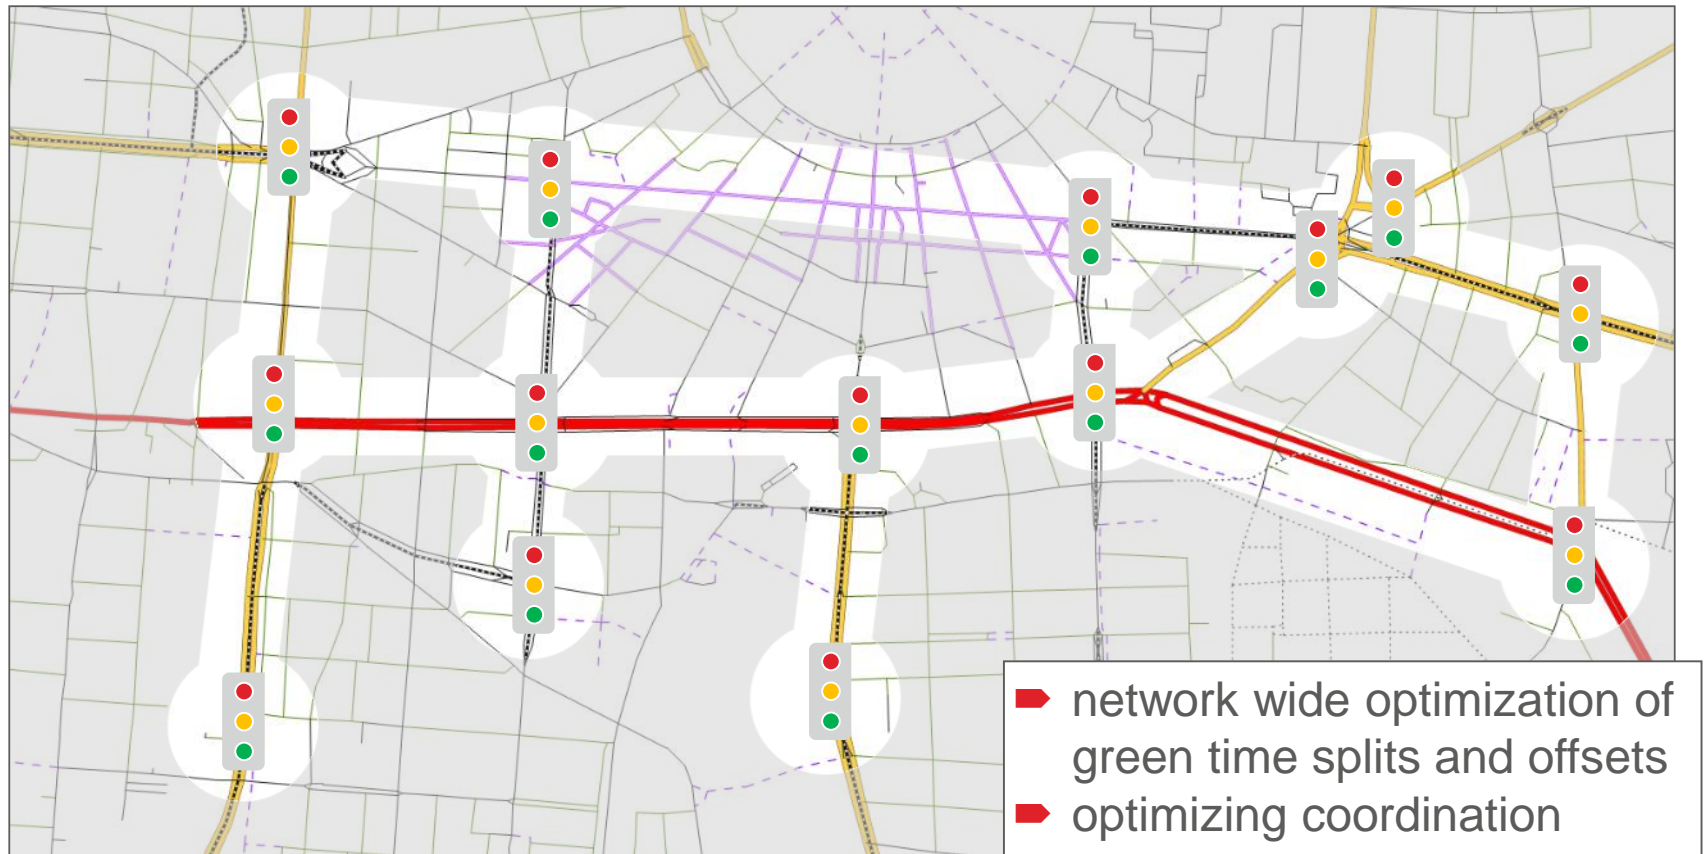 network wide optimization of
green time splits and offsets
optimizing coordination